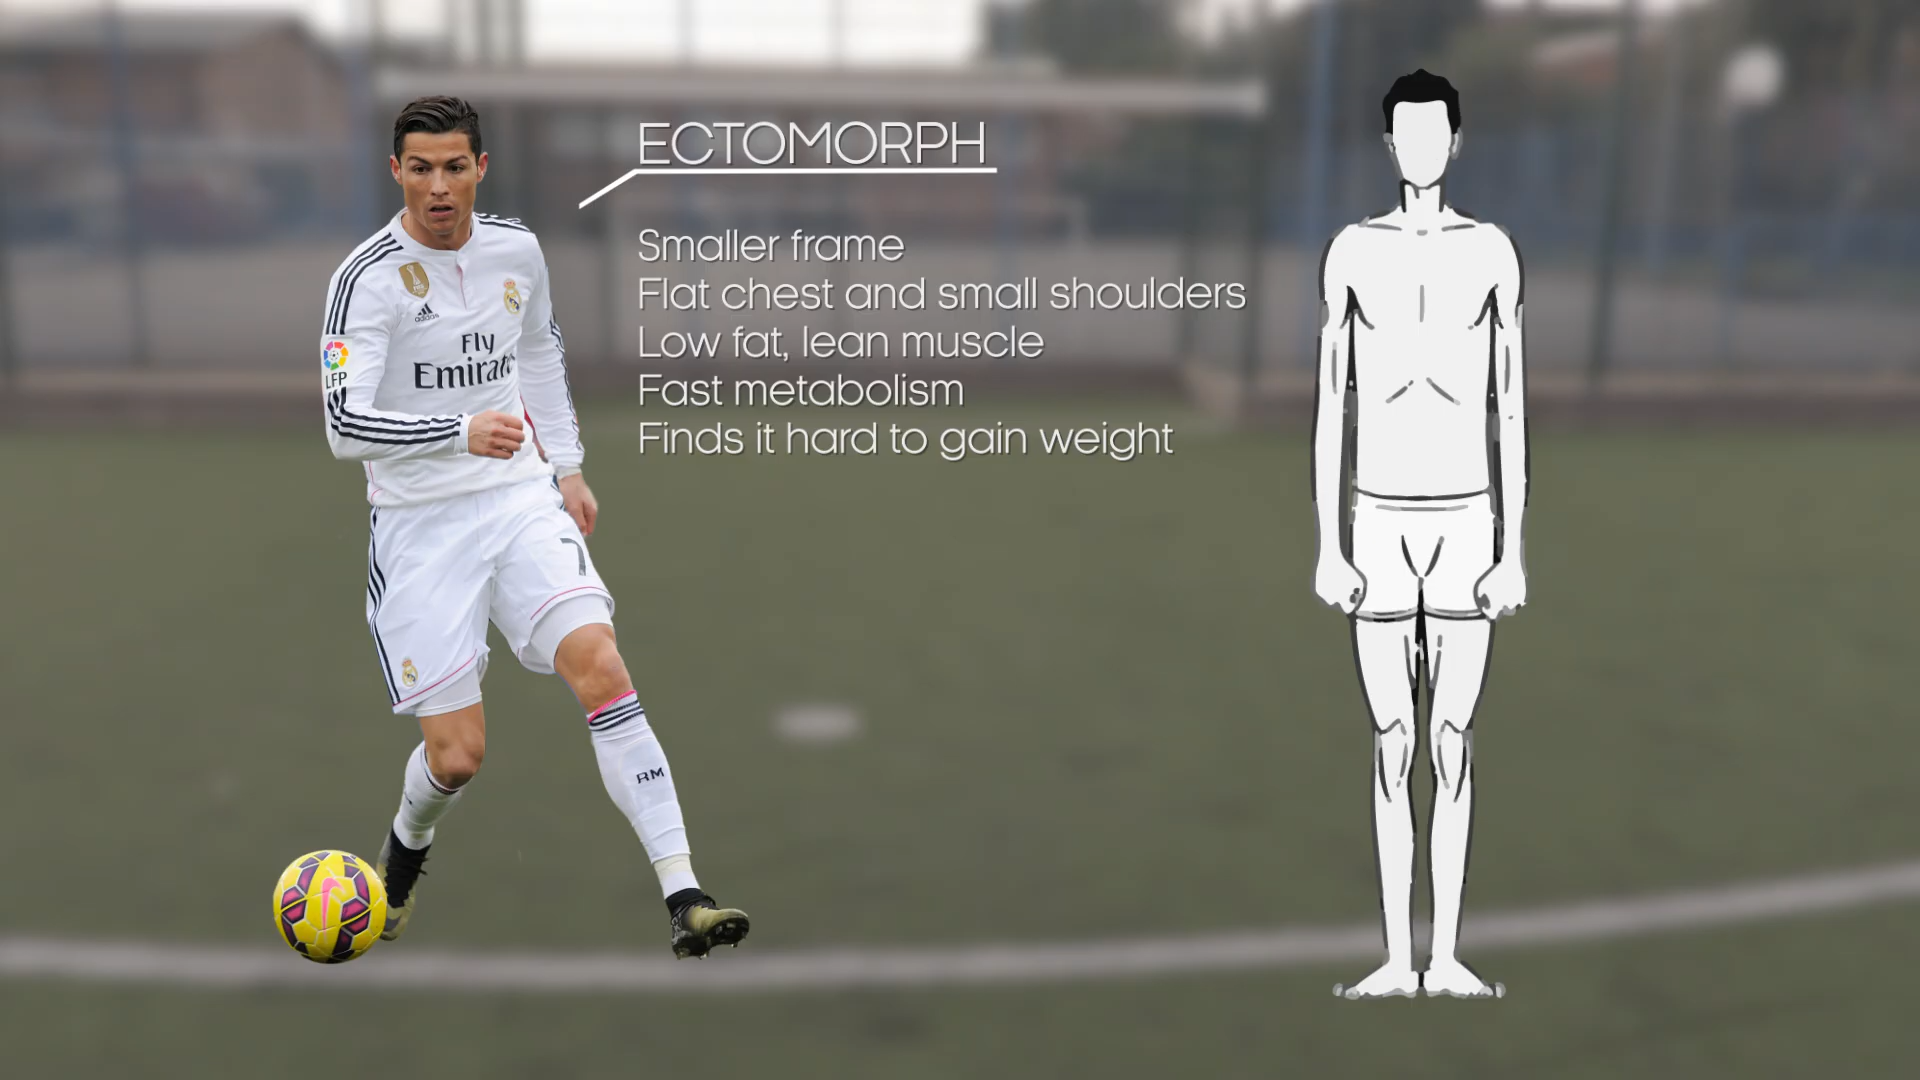 ECTOMORPH
Smaller frame
Flat chest and small shoulders
Low fat, lean muscle
Fast metabolism
Finds it hard to gain weight
adidas
Fly
Emirat
LFP
7
RM